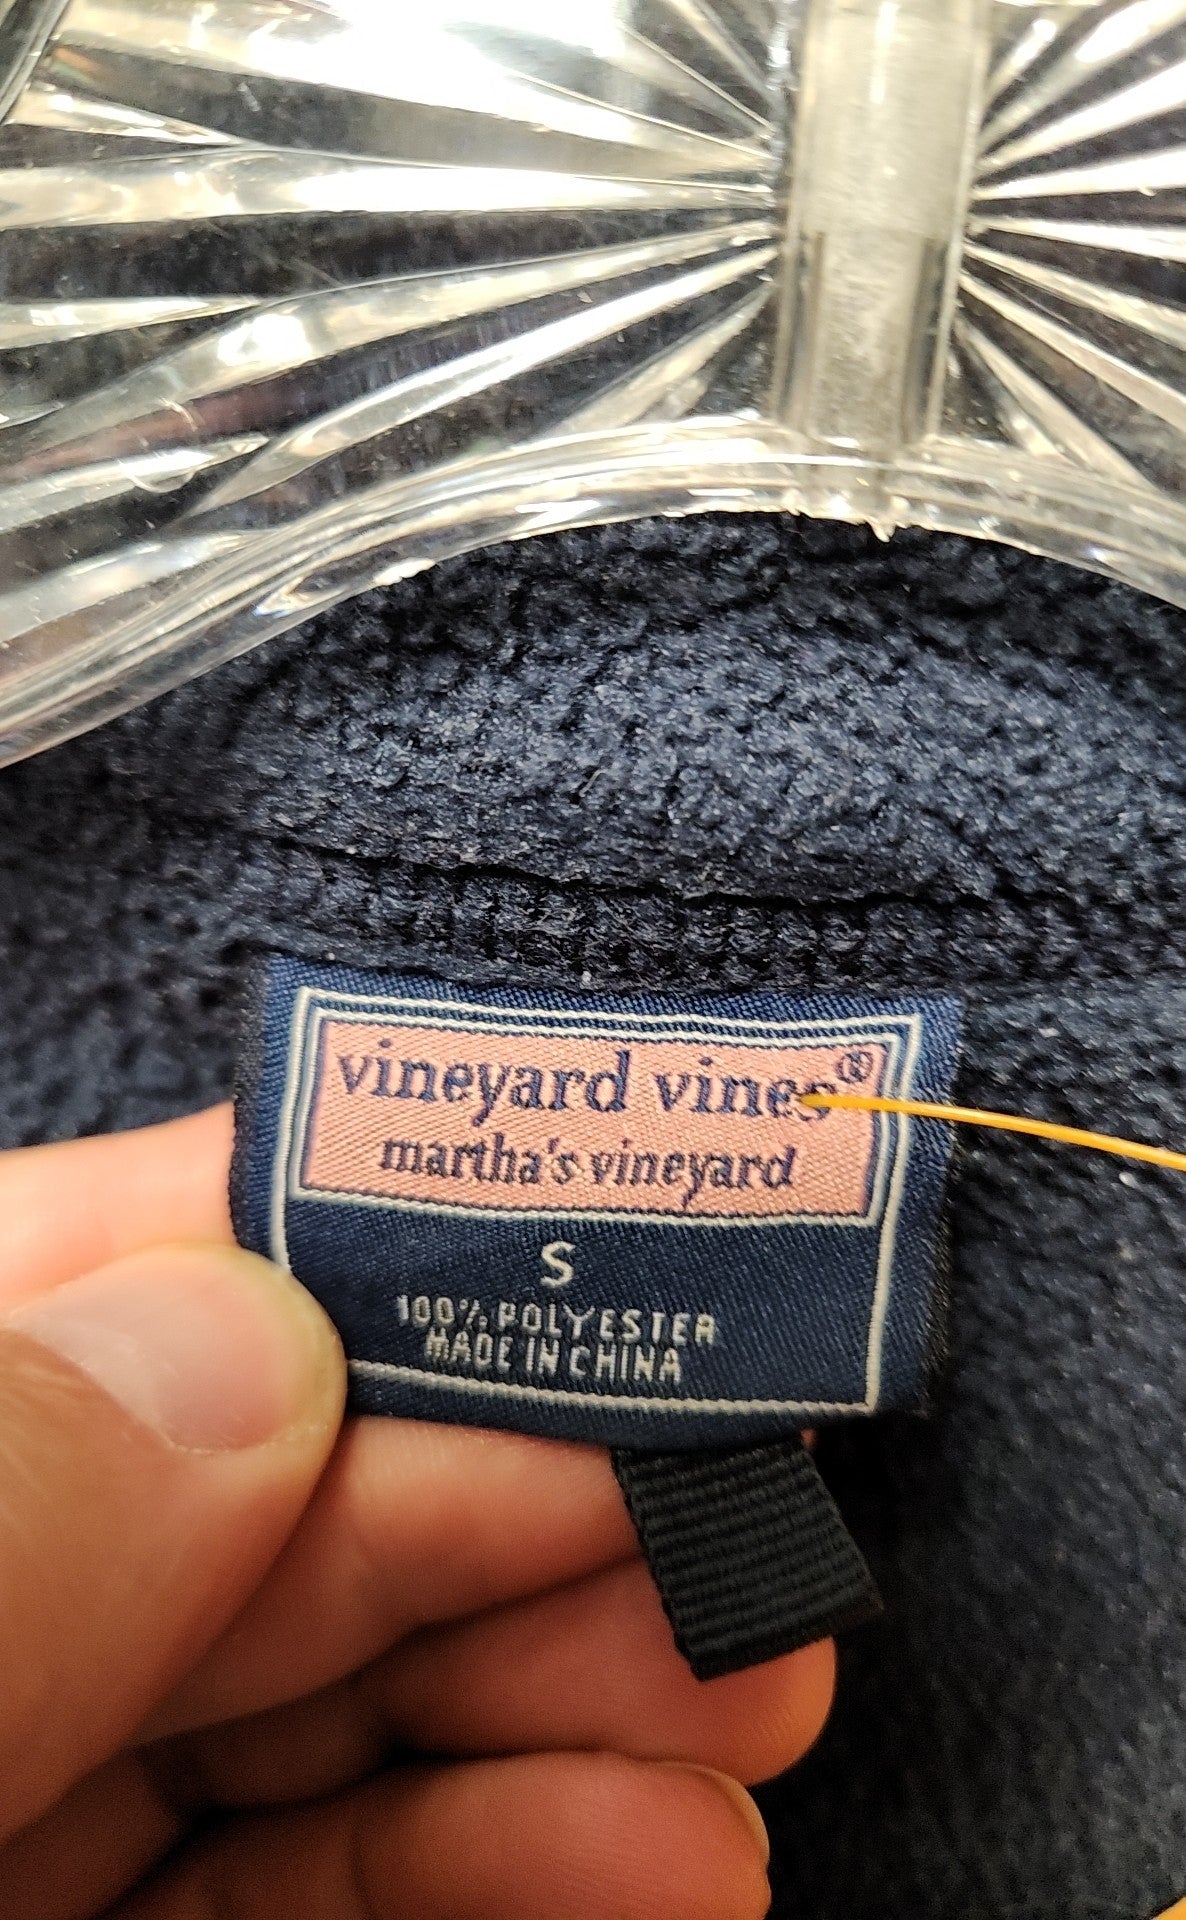 vineyard vines®
martha's vineyard
S
100% POLYESTER
MADE IN CHINA